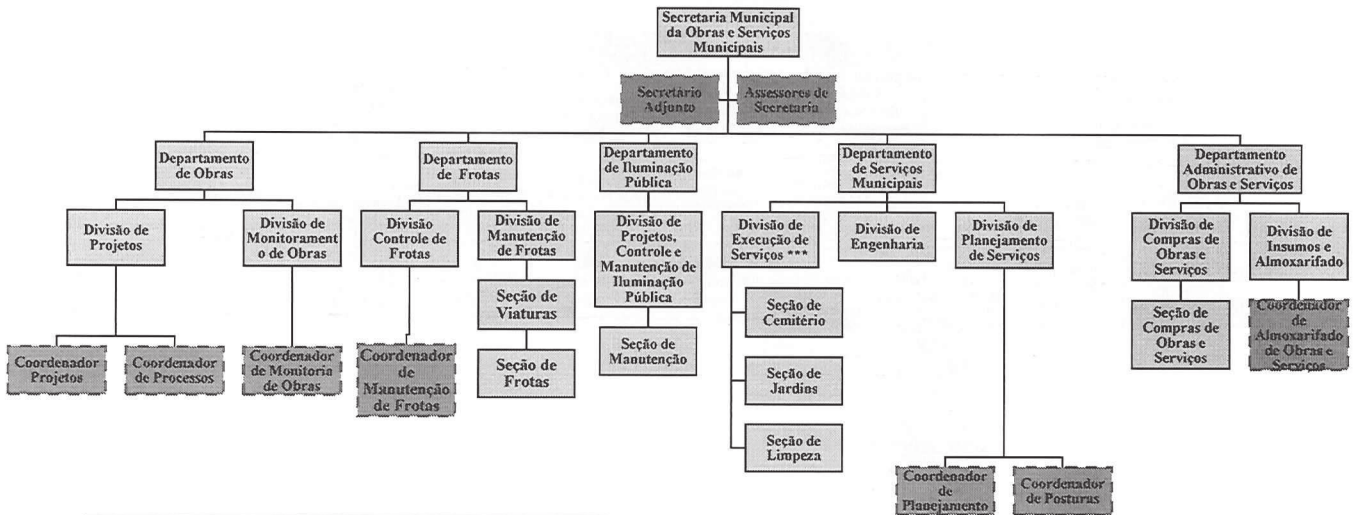 Secretaria Municipal
da Obras e Serviços
Municipais
Secretário
Adjunto
Assessores de
Secretaria
Departamento
de Obras
Departamento
de Frotas
Departamento
de Iluminação
Pública
Departamento
de Serviços
Municipais
Departamento
Administrativo de
Obras e Serviços
Divisão de
Projetos
Divisão de
Monitorament
o de Obras
Divisão
Controle de
Frotas
Divisão de
Manutenção
de Frotas
Divisão de
Projetos,
Controle e
Manutenção de
Iluminação
Pública
Divisão de
Execução de
Serviços ***
Divisão de
Engenharia
Divisão de
Planejamento
de Serviços
Divisão de
Compras de
Obras e
Serviços
Divisão de
Insumos e
Almoxarifado
Seção de
Viaturas
Seção de
Cemitério
Seção de
Compras de
Obras e
Serviços
Coordenador
de
Almoxarifado
de Obras e
Serviços
Coordenador
Projetos
Coordenador
de Processos
Coordenador
de Monitoria
de Obras
Coordenador
de
Manutenção
de Frotas
Seção de
Frotas
Seção de
Manutenção
Seção de
Jardins
Seção de
Limpeza
Coordenador
de
Planejamento
Coordenador
de Posturas